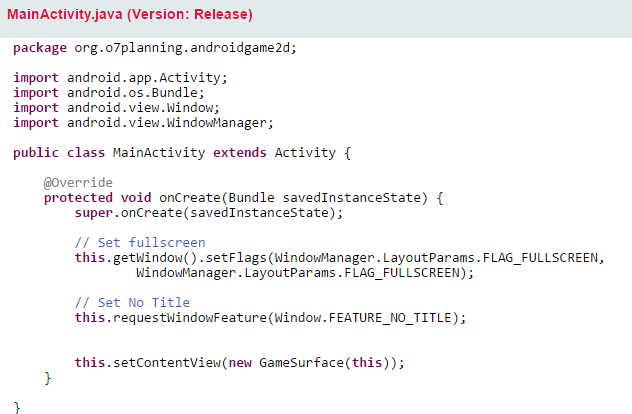 MainActivity.java (Version: Release)
package org.o7planning.androidgame2d;
import android.app.Activity;
import android.os.Bundle;
import android.view.Window;
import android.view.WindowManager;
public class MainActivity extends Activity {
@Override
protected void onCreate(Bundle savedInstanceState) {
super.onCreate(savedInstanceState);
// Set fullscreen
this.getWindow().setFlags(WindowManager.LayoutParams.FLAG_FULLSCREEN,
WindowManager.LayoutParams.FLAG_FULLSCREEN);
// Set No Title
this.requestWindowFeature(Window.FEATURE_NO_TITLE);
this.setContentView(new GameSurface(this));
}
}